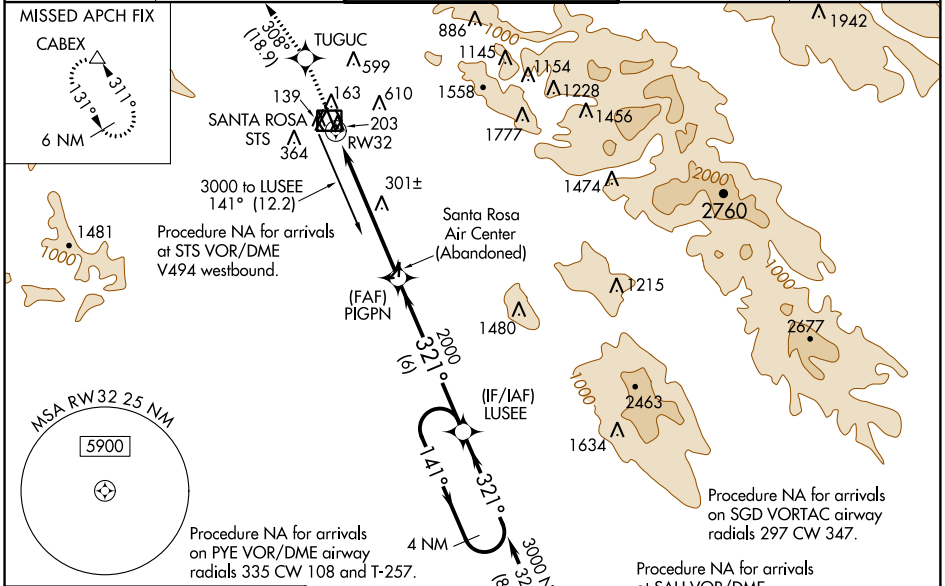 MISSED APCH FIX
CABEX
131°
311°
6 NM
308°
(18.9)
TUGUC
599
139
163
610
SANTA ROSA
STS
203
RW32
364
3000 to LUSEE
141° (12.2)
301±
Procedure NA for arrivals
at STS VOR/DME
V494 westbound.
Santa Rosa
Air Center
(Abandoned)
(FAF)
PIGPN
2000
321°
(6)
(IF/IAF)
LUSEE
141°
321°
4 NM
3000
886
1000
1145
1154
1558
1228
1777
1456
1942
1474
2000
2760
1481
1000
1215
1480
1000
2677
1000
2463
1634
MSA RW32 25 NM
5900
Procedure NA for arrivals
on PYE VOR/DME airway
radials 335 CW 108 and T-257.
Procedure NA for arrivals
on SGD VORTAC airway
radials 297 CW 347.
Procedure NA for arrivals
VOR/DME